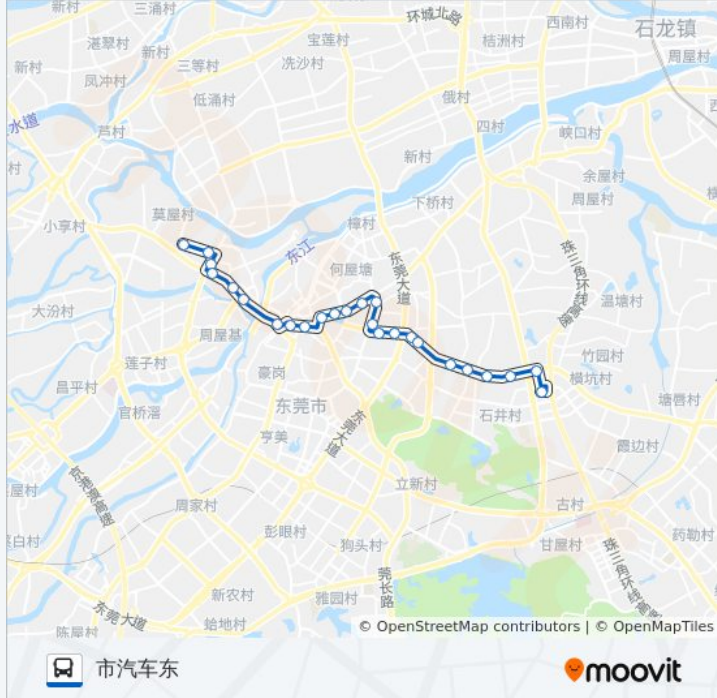 新村
三涌村
环城北路
西南村
石龙镇
湛翠村
新村
宝莲村
桔洲村
新村
三等村
冼沙村
周屋村
凤冲村
低涌村
俄村
水道
芦村
四村
峡口村
村
新村
余屋村
莫屋村
下桥村
周屋村
小享村
樟村
东江
何屋塘
东莞大道
珠三角环线高速
大汾村
温塘村
周屋基
莲子村
竹园村
豪岗
横坑村
昌平村
官桥滘
东莞市
石井村
塘唇村
亨美
东莞大道
霞边村
京港澳高速
立新村
屋村
周家村
古村
彭眼村
药勒村
白村
狗头村
甘屋村
莞长路
珠三角环线高
新农村
雅园村
东莞大道
蛤地村
陈屋村
© OpenStreetMap contributors | © OpenMapTiles
市汽车东
moovit